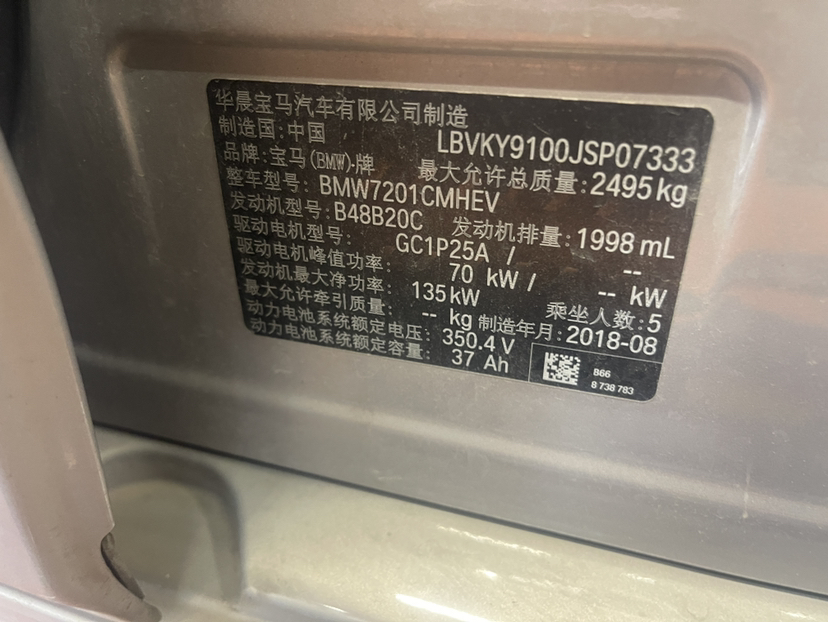 华晨宝马汽车有限公司制造
制造国:中国 LBVKY9100JSP07333
品牌:宝马(BMW)牌 最大允许总质量:2495kg
整车型号: BMW7201CMHEV
发动机型号: B48B20C 发动机排量:1998 mL
驱动电机型号: GC1P25A / --
驱动电机峰值功率: 70 kW / -- kW
发动机最大净功率: 135kW 乘坐人数:5
最大允许牵引质量: -- kg 制造年月:2018-08
动力电池系统额定电压: 350.4 V
动力电池系统额定容量: 37 Ah
B66
8 738 783